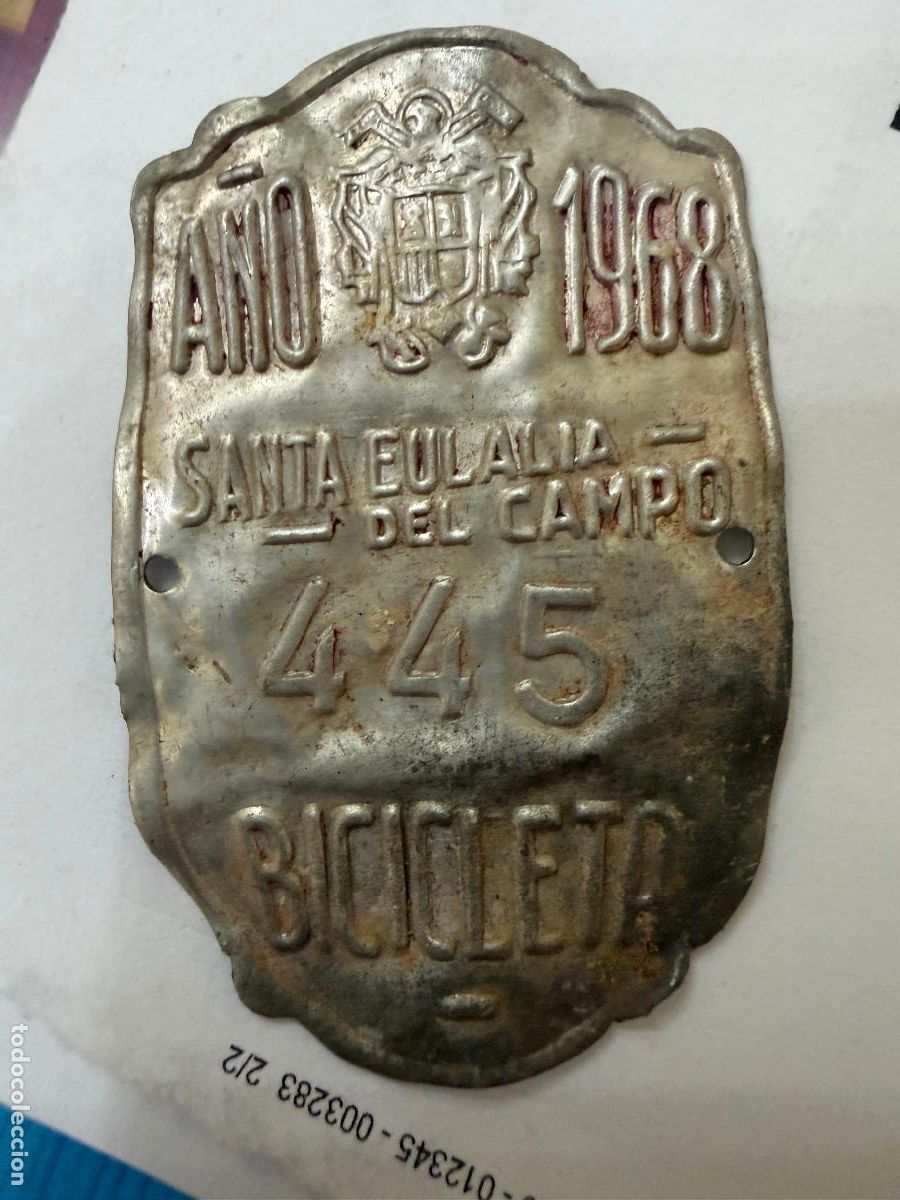 AÑO 1968
SANTA EULALIA
DEL CAMPO
445
BICICLETA
012345 - 003283 2/2
todocoleccion